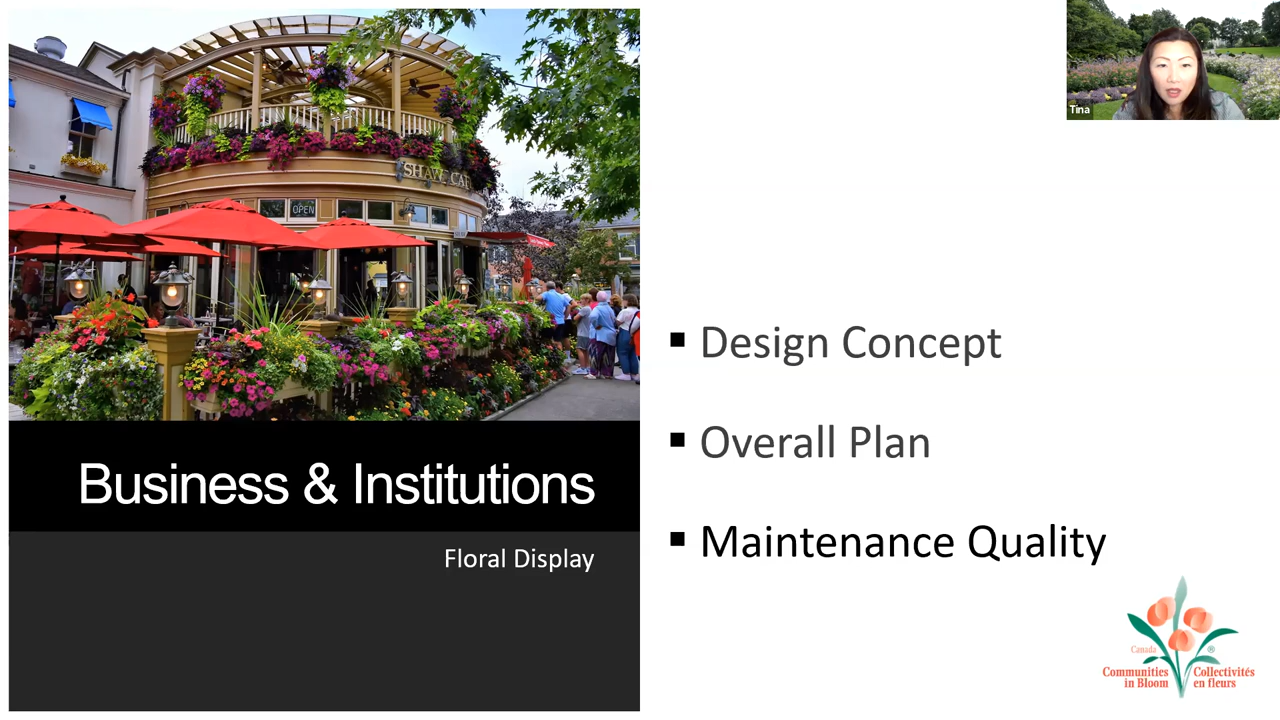 SHAW CAFÉ
OPEN
Tina
Business & Institutions
Floral Display
▪ Design Concept
▪ Overall Plan
▪ Maintenance Quality
Canada
®
Communities
in Bloom
Collectivités
en fleurs